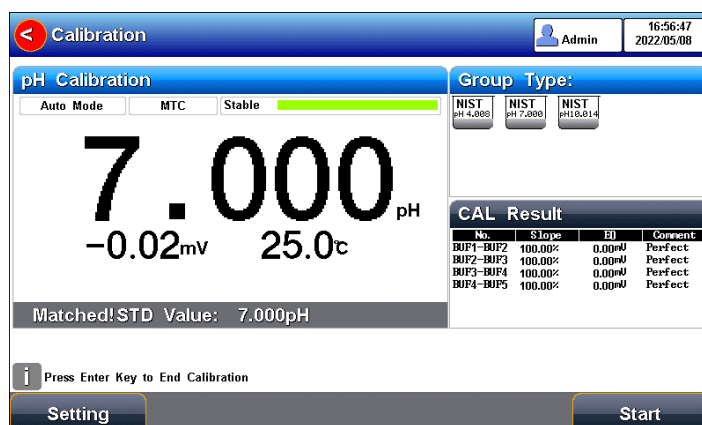 < Calibration
Admin
16:56:47
2022/05/08
pH Calibration
Auto Mode
MTC
Stable
7.000pH
-0.02mV
25.0℃
Matched!STD Value: 7.000pH
Group Type:
NIST
pH 4.008
NIST
pH 7.000
NIST
pH10.014
CAL Result
No. Slope E0 Comment
BUF1-BUF2 100.00% 0.00mV Perfect
BUF2-BUF3 100.00% 0.00mV Perfect
BUF3-BUF4 100.00% 0.00mV Perfect
BUF4-BUF5 100.00% 0.00mV Perfect
i Press Enter Key to End Calibration
Setting
Start